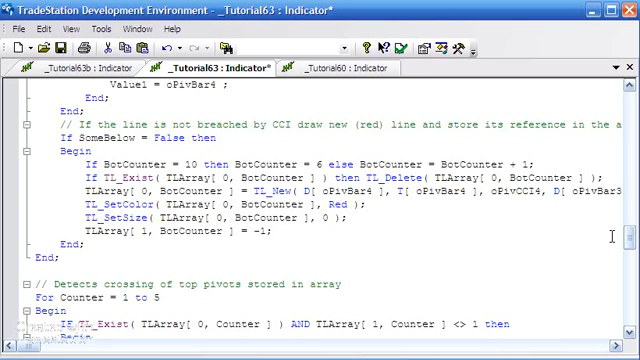 TradeStation Development Environment - _Tutorial63 : Indicator*
File Edit View Tools Window Help
_Tutorial63b : Indicator _Tutorial63 : Indicator* _Tutorial60 : Indicator
Value1 = oPivBar4 ;
End;
End;
// If the line is not breached by CCI draw new (red) line and store its reference in the a
If SomeBelow = False then
Begin
If BotCounter = 10 then BotCounter = 6 else BotCounter = BotCounter + 1;
If TL_Exist( TLArray[ 0, BotCounter ] ) then TL_Delete( TLArray[ 0, BotCounter ] );
TLArray[ 0, BotCounter ] = TL_New( D[ oPivBar4 ], T[ oPivBar4 ], oPivCCI4, D[ oPivBar3
TL_SetColor( TLArray[ 0, BotCounter ], Red );
TL_SetSize( TLArray[ 0, BotCounter ], 0 );
TLArray[ 1, BotCounter ] = -1;
End;
End;
// Detects crossing of top pivots stored in array
For Counter = 1 to 5
Begin
IF TL_Exist( TLArray[ 0, Counter ] ) AND TLArray[ 1, Counter ] <> 1 then
Begin